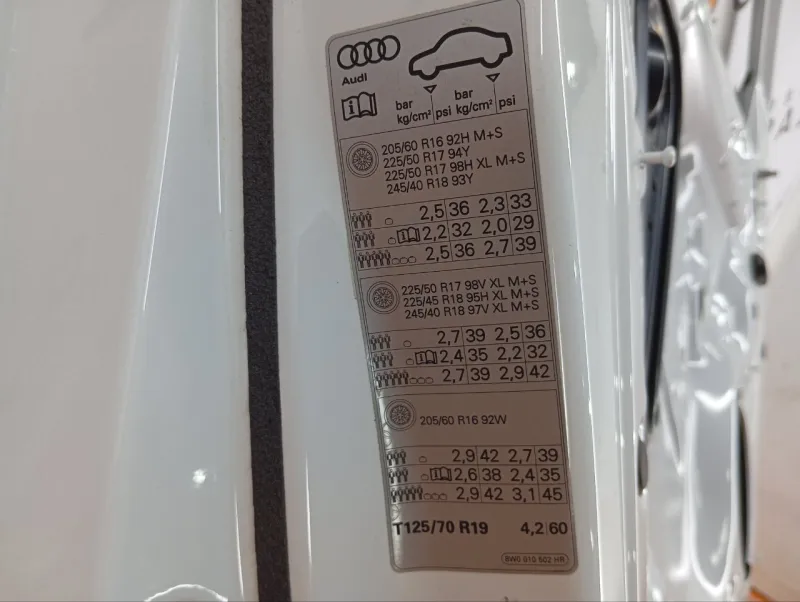 Audi
bar psi bar psi
kg/cm² kg/cm²
205/60 R16 92H M+S
225/50 R17 94Y
225/50 R17 98H XL M+S
245/40 R18 93Y
2,5 36 2,3 33
2,2 32 2,0 29
2,5 36 2,7 39
225/50 R17 98V XL M+S
225/45 R18 95H XL M+S
245/40 R18 97V XL M+S
2,7 39 2,5 36
2,4 35 2,2 32
2,7 39 2,9 42
205/60 R16 92W
2,9 42 2,7 39
2,6 38 2,4 35
2,9 42 3,1 45
T125/70 R19 4,2 60
8W0 010 502 HR